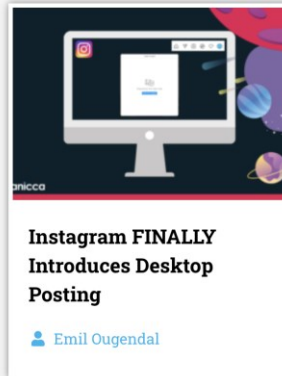 anicca
Instagram FINALLY
Introduces Desktop
Posting
Emil Ougendal